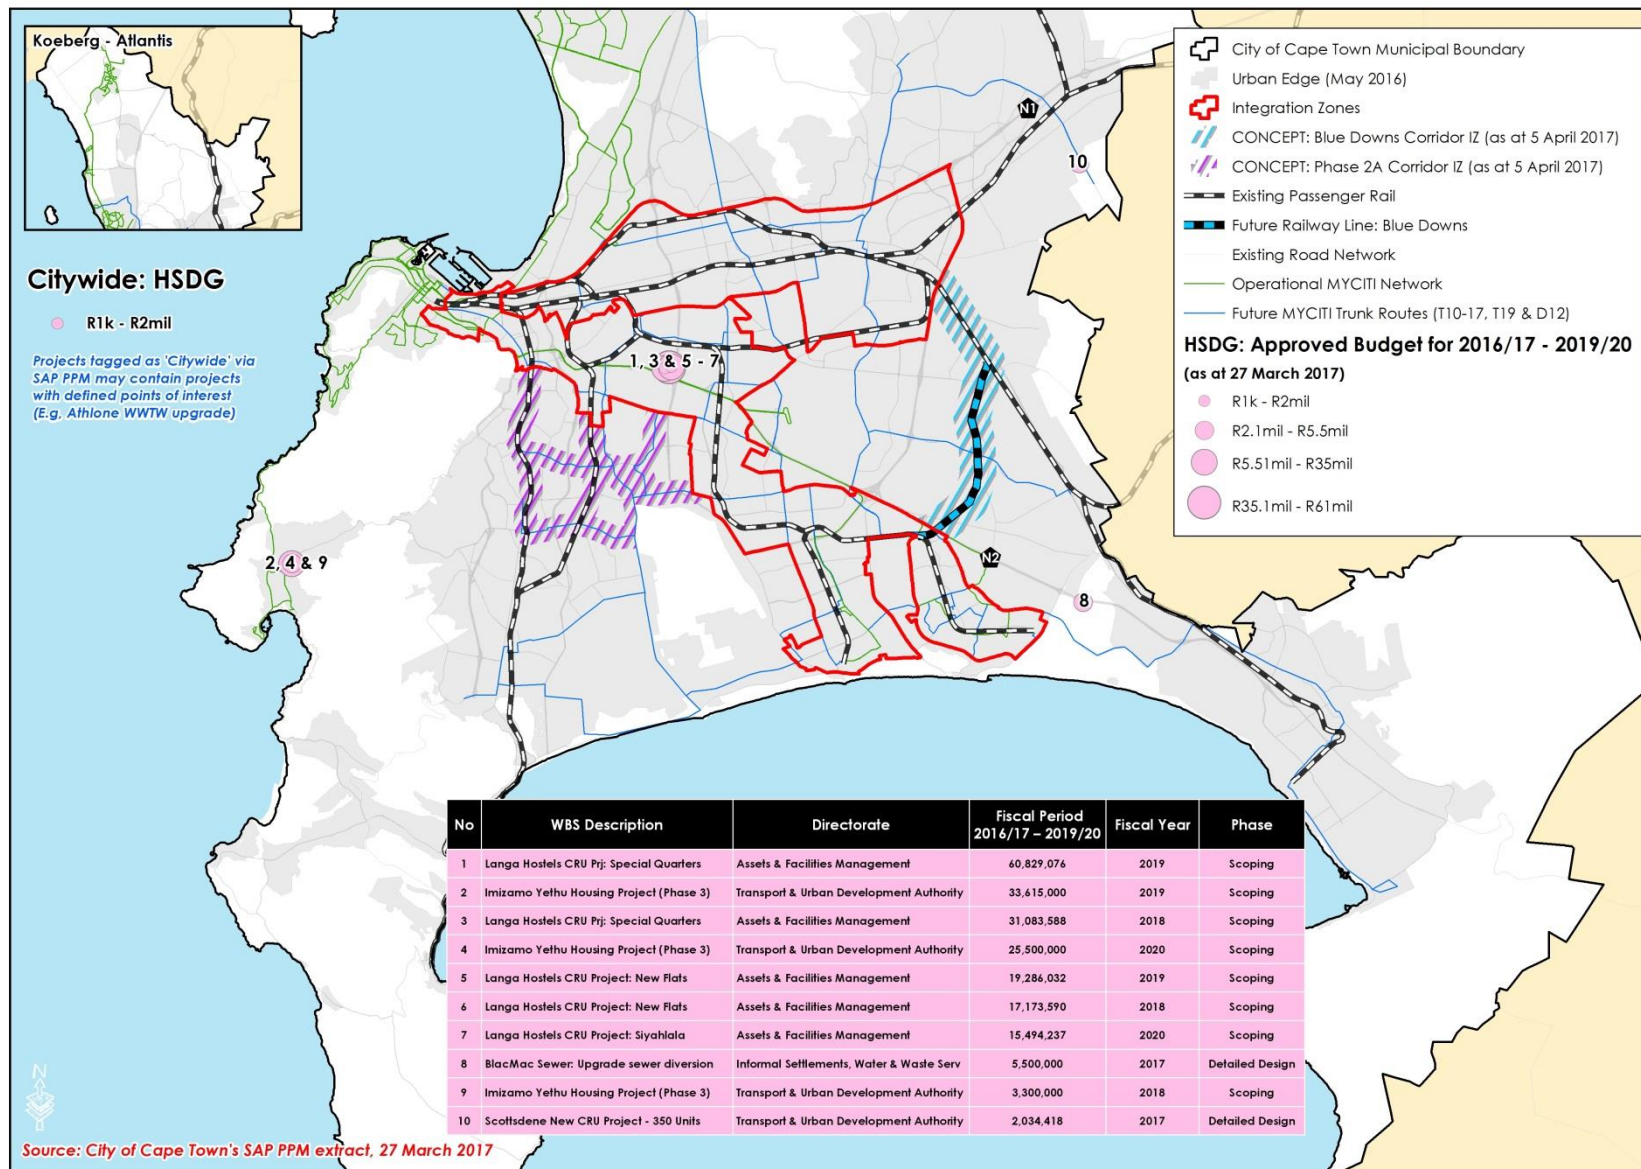 Koeberg - Atlantis
Citywide: HSDG
R1k - R2mil
Projects tagged as 'Citywide' via
SAP PPM may contain projects
with defined points of interest
(E.g, Athlone WWTW upgrade)
City of Cape Town Municipal Boundary
Urban Edge (May 2016)
Integration Zones
CONCEPT: Blue Downs Corridor IZ (as at 5 April 2017)
CONCEPT: Phase 2A Corridor IZ (as at 5 April 2017)
Existing Passenger Rail
Future Railway Line: Blue Downs
Existing Road Network
Operational MYCITI Network
Future MYCITI Trunk Routes (T10-17, T19 & D12)
HSDG: Approved Budget for 2016/17 - 2019/20
(as at 27 March 2017)
R1k - R2mil
R2.1mil - R5.5mil
R5.51mil - R35mil
R35.1mil - R61mil
N1
10
1, 3 & 5 - 7
2, 4 & 9
N2
8
No WBS Description Directorate Fiscal Period 2016/17 – 2019/20 Fiscal Year Phase
1 Langa Hostels CRU Prj: Special Quarters Assets & Facilities Management 60,829,076 2019 Scoping
2 Imizamo Yethu Housing Project (Phase 3) Transport & Urban Development Authority 33,615,000 2019 Scoping
3 Langa Hostels CRU Prj: Special Quarters Assets & Facilities Management 31,083,588 2018 Scoping
4 Imizamo Yethu Housing Project (Phase 3) Transport & Urban Development Authority 25,500,000 2020 Scoping
5 Langa Hostels CRU Project: New Flats Assets & Facilities Management 19,286,032 2019 Scoping
6 Langa Hostels CRU Project: New Flats Assets & Facilities Management 17,173,590 2018 Scoping
7 Langa Hostels CRU Project: Siyahlala Assets & Facilities Management 15,494,237 2020 Scoping
8 BlacMac Sewer: Upgrade sewer diversion Informal Settlements, Water & Waste Serv 5,500,000 2017 Detailed Design
9 Imizamo Yethu Housing Project (Phase 3) Transport & Urban Development Authority 3,300,000 2018 Scoping
10 Scottsdene New CRU Project - 350 Units Transport & Urban Development Authority 2,034,418 2017 Detailed Design
N
Source: City of Cape Town's SAP PPM extract, 27 March 2017